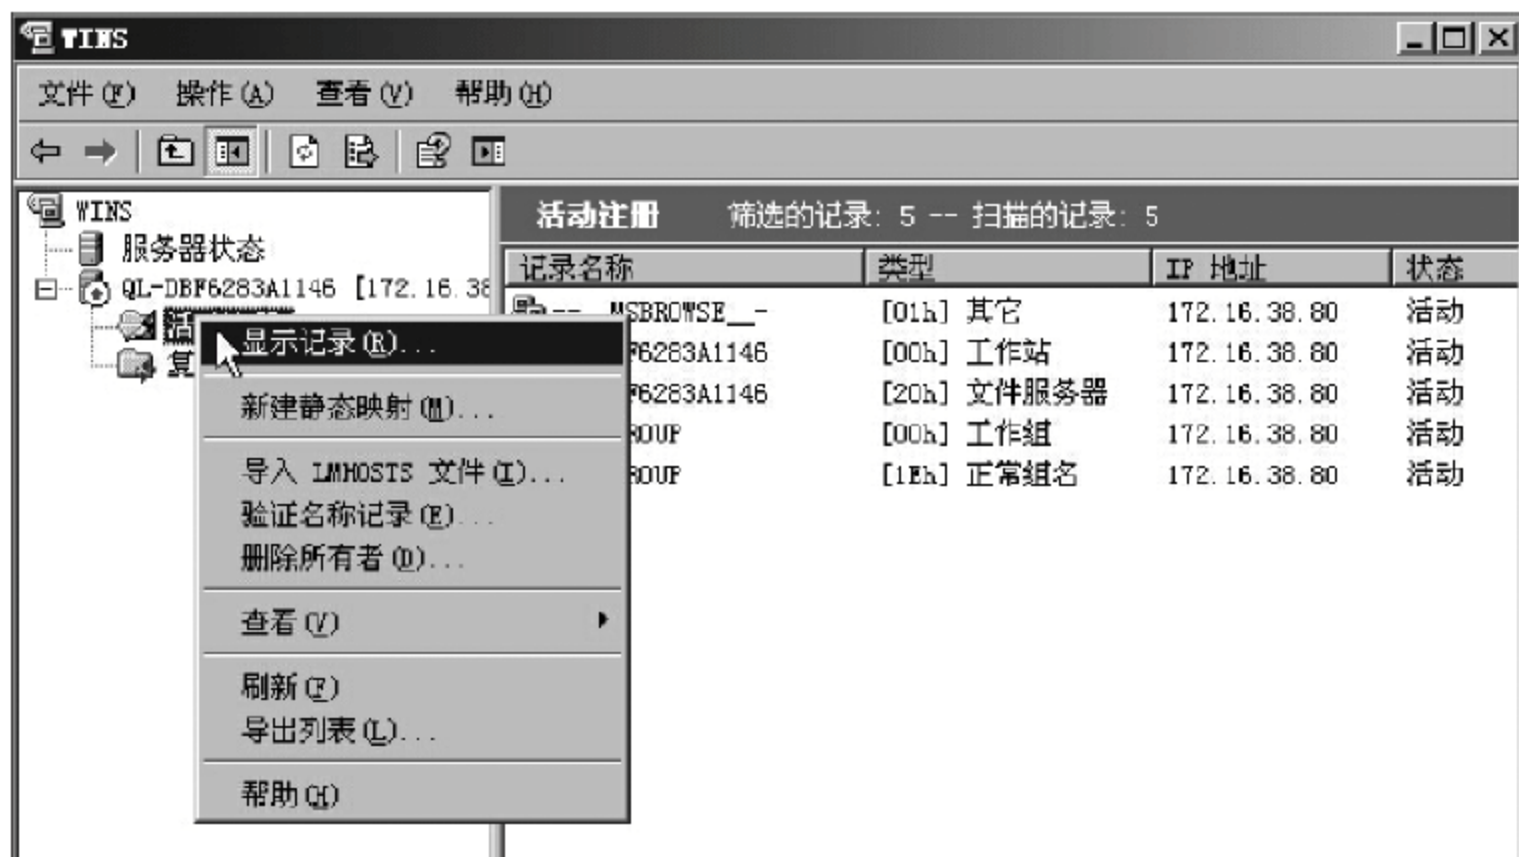 WINS
文件(F) 操作(A) 查看(V) 帮助(H)
WINS
服务器状态
QL-DBF6283A1146 [172.16.38
活动注册 筛选的记录: 5 -- 扫描的记录: 5
记录名称 类型 IP 地址 状态
-- __MSBROWSE__- [01h] 其它 172.16.38.80 活动
F6283A1146 [00h] 工作站 172.16.38.80 活动
F6283A1146 [20h] 文件服务器 172.16.38.80 活动
ROUP [00h] 工作组 172.16.38.80 活动
ROUP [1Eh] 正常组名 172.16.38.80 活动
复
显示记录(R)...
新建静态映射(M)...
导入 LMHOSTS 文件(I)...
验证名称记录(E)...
删除所有者(D)...
查看(V)
刷新(F)
导出列表(L)...
帮助(H)